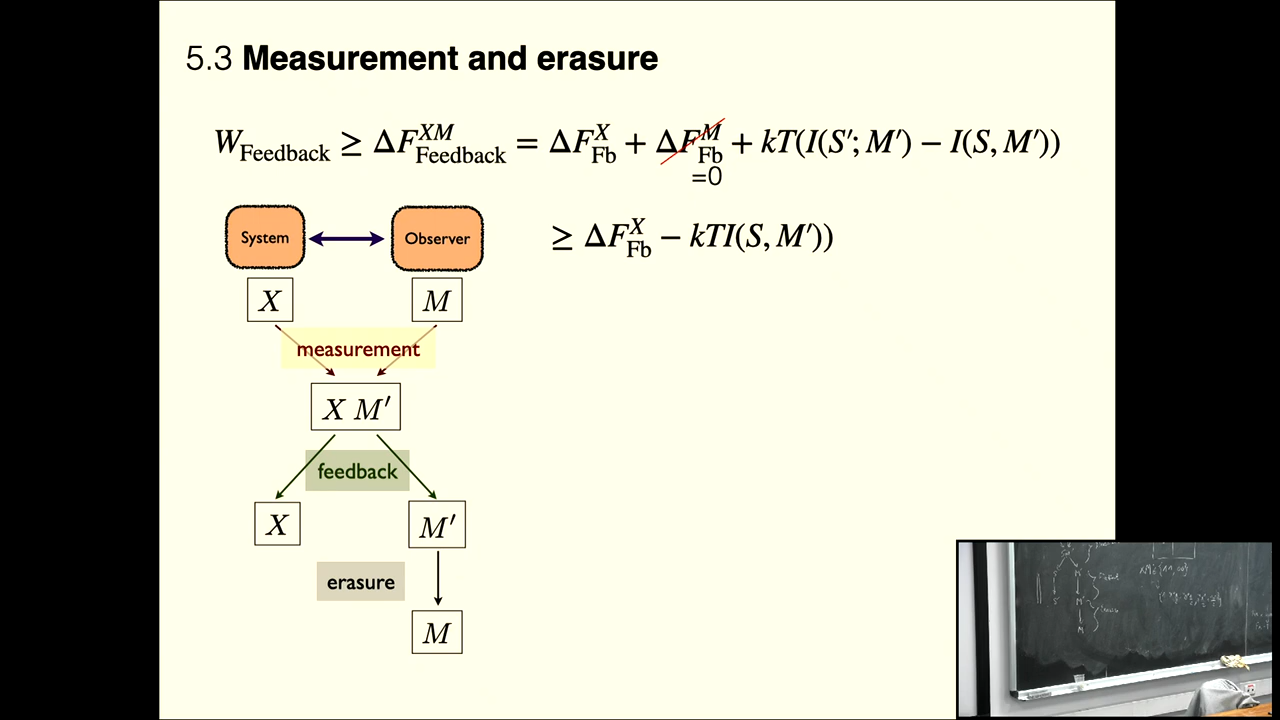 5.3 Measurement and erasure
W_Feedback ≥ ΔF^XM_Feedback = ΔF^X_Fb + ΔF^M_Fb + kT(I(S′; M′) − I(S, M′))
=0
≥ ΔF^X_Fb − kTI(S, M′))
System Observer
X M
measurement
X M′
feedback
X M′
erasure
M